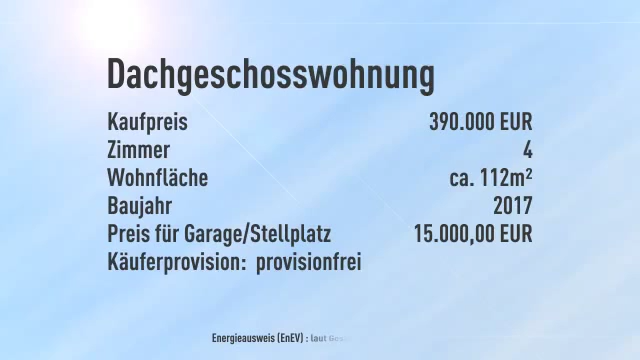 Dachgeschosswohnung
Kaufpreis 390.000 EUR
Zimmer 4
Wohnfläche ca. 112m²
Baujahr 2017
Preis für Garage/Stellplatz 15.000,00 EUR
Käuferprovision: provisionfrei
Energieausweis (EnEV) : laut